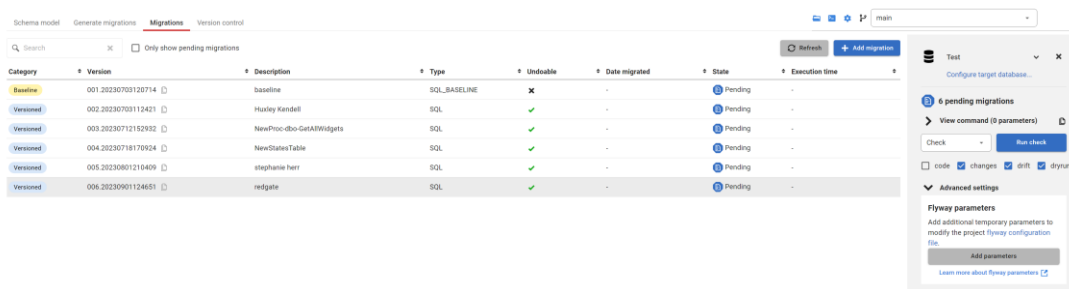 Schema model Generate migrations Migrations Version control
main
Search
Only show pending migrations
Refresh
Add migration
Category Version Description Type Undoable Date migrated State Execution time
Baseline 001.20230703120714 baseline SQL_BASELINE - Pending -
Versioned 002.20230703112421 Huxley Kendell SQL - Pending -
Versioned 003.20230712152932 NewProc-dbo-GetAllWidgets SQL - Pending -
Versioned 004.20230718170924 NewStatesTable SQL - Pending -
Versioned 005.20230801210409 stephanie herr SQL - Pending -
Versioned 006.20230901124651 redgate SQL - Pending -
Test
Configure target database...
6 pending migrations
View command (0 parameters)
Check
Run check
code changes drift dryrun
Advanced settings
Flyway parameters
Add additional temporary parameters to
modify the project flyway configuration
file.
Add parameters
Learn more about flyway parameters